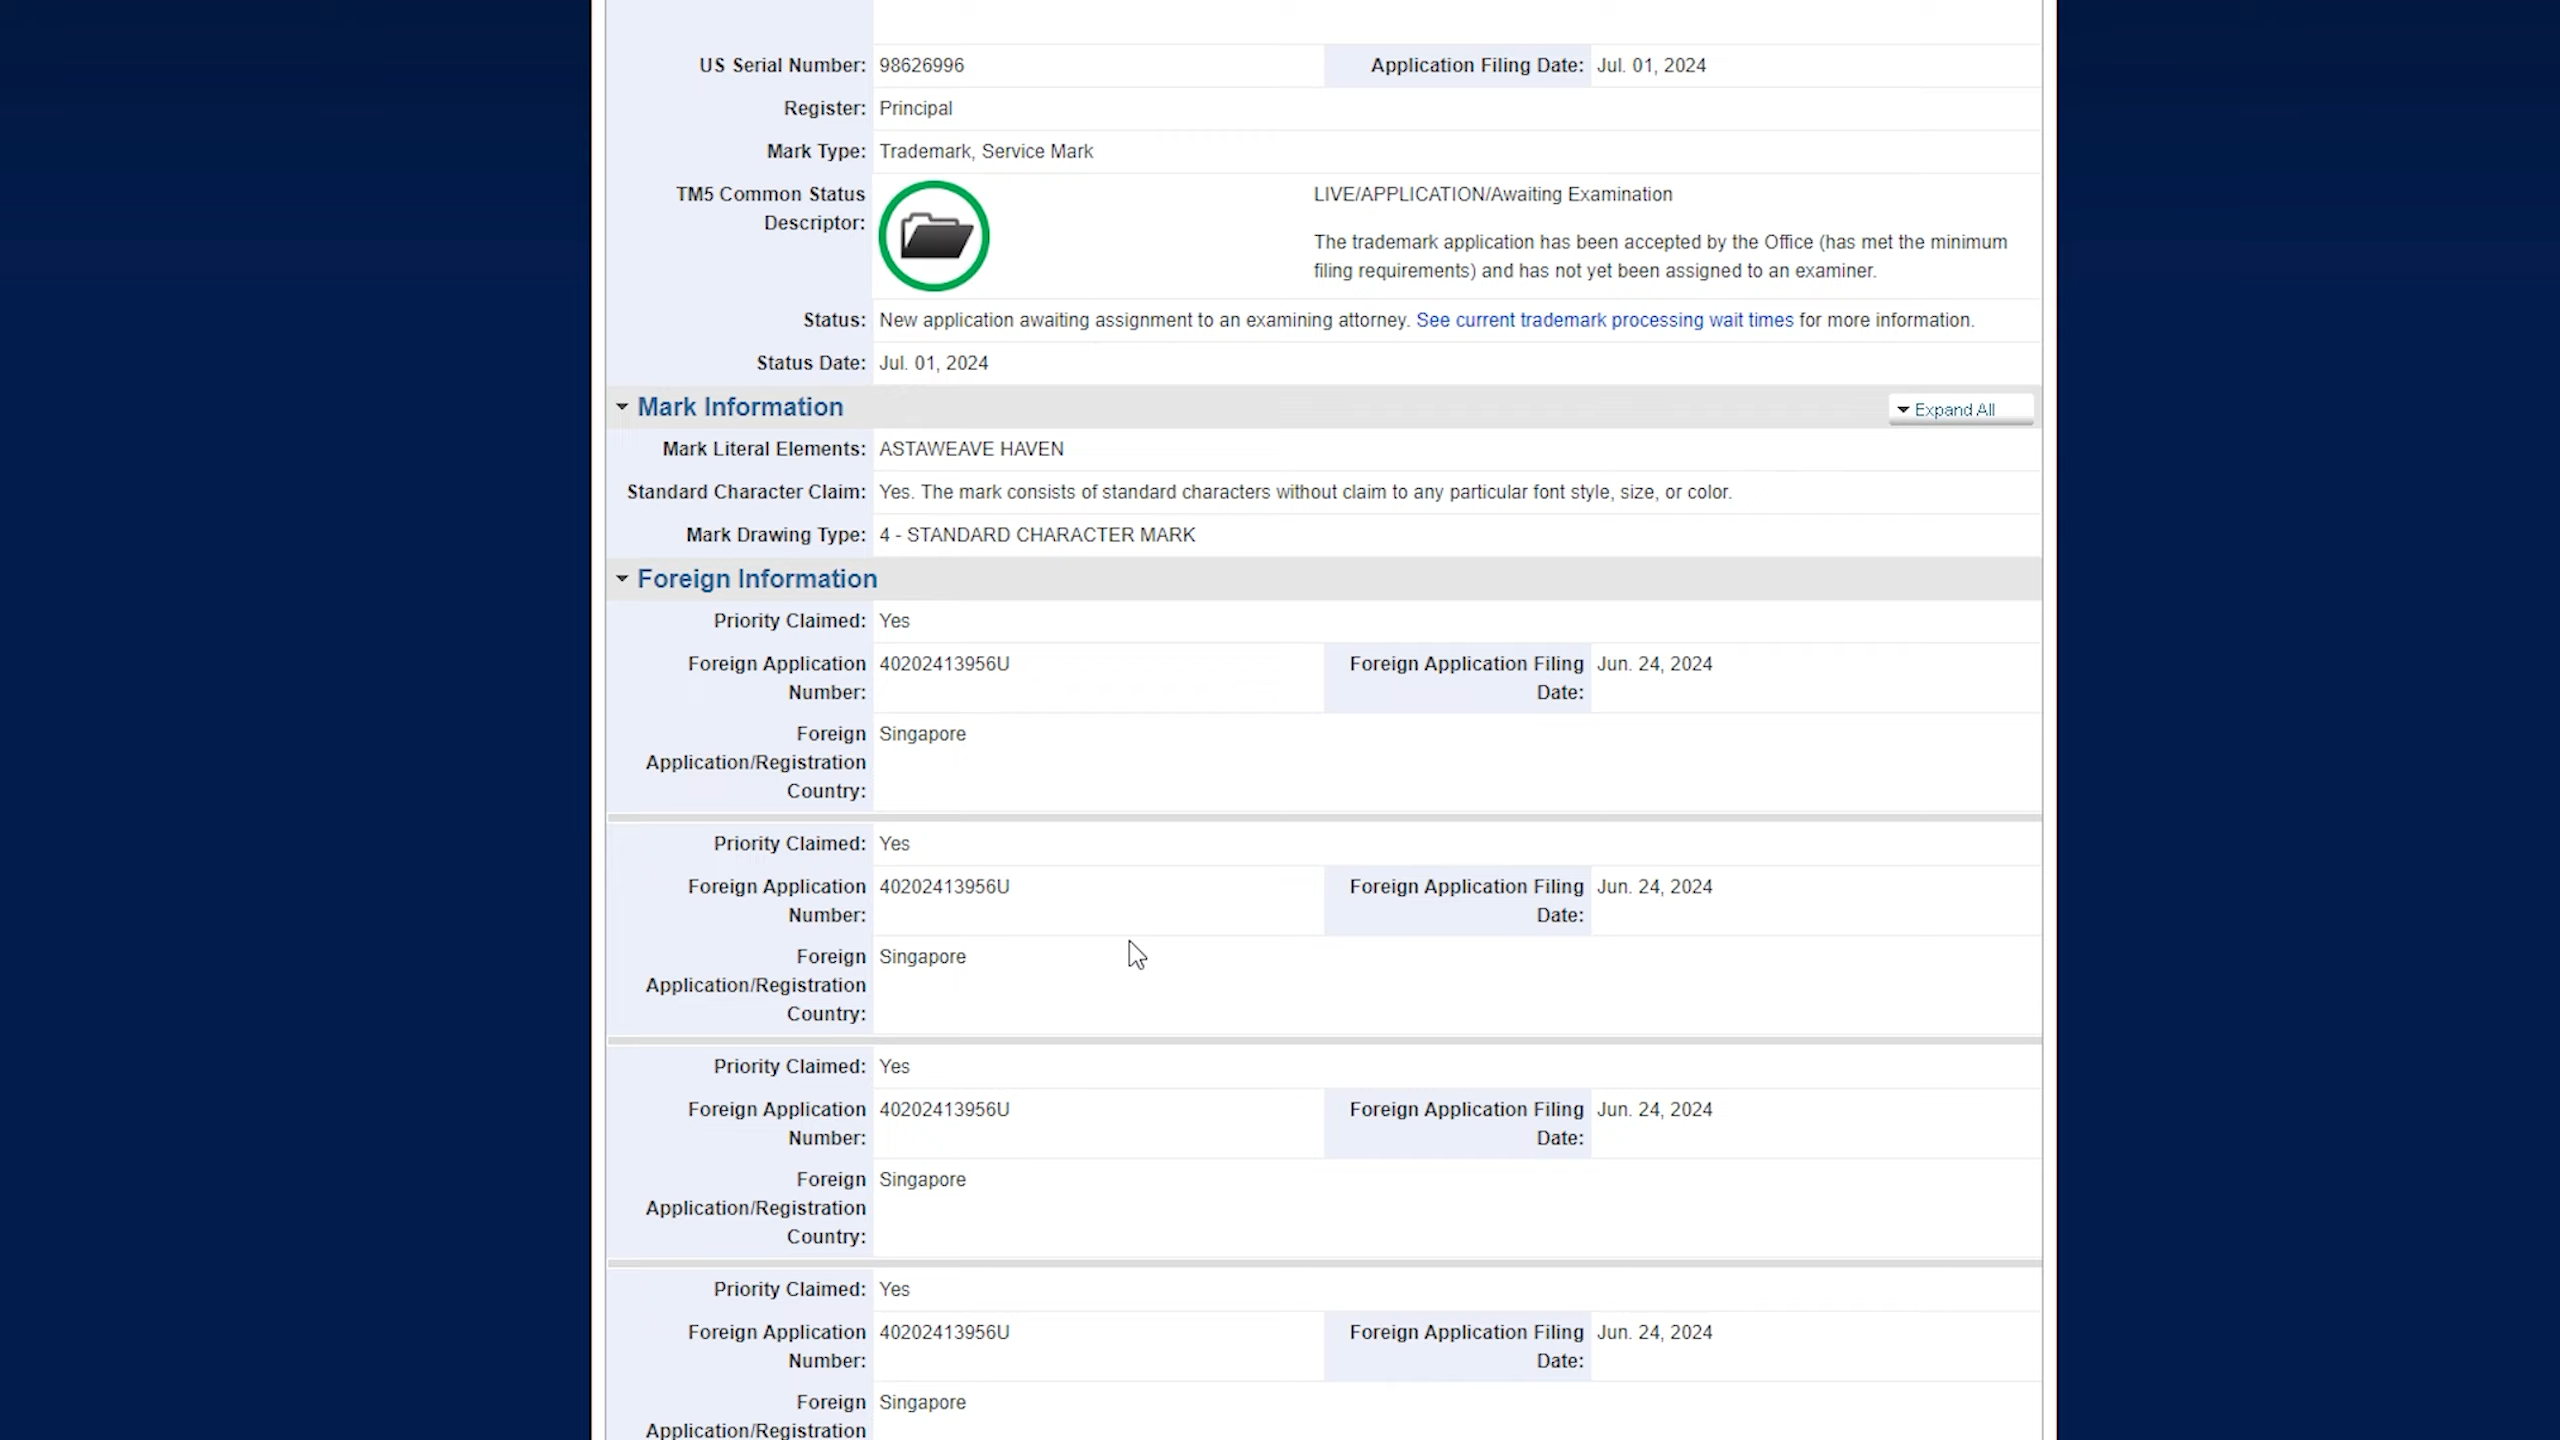 US Serial Number: 98626996 Application Filing Date: Jul. 01, 2024
Register: Principal
Mark Type: Trademark, Service Mark
TM5 Common Status Descriptor:
LIVE/APPLICATION/Awaiting Examination
The trademark application has been accepted by the Office (has met the minimum
filing requirements) and has not yet been assigned to an examiner.
Status: New application awaiting assignment to an examining attorney. See current trademark processing wait times for more information.
Status Date: Jul. 01, 2024
Mark Information
Expand All
Mark Literal Elements: ASTAWEAVE HAVEN
Standard Character Claim: Yes. The mark consists of standard characters without claim to any particular font style, size, or color.
Mark Drawing Type: 4 - STANDARD CHARACTER MARK
Foreign Information
Priority Claimed: Yes
Foreign Application Number: 40202413956U Foreign Application Filing Date: Jun. 24, 2024
Foreign Application/Registration Country: Singapore
Priority Claimed: Yes
Foreign Application Number: 40202413956U Foreign Application Filing Date: Jun. 24, 2024
Foreign Application/Registration Country: Singapore
Priority Claimed: Yes
Foreign Application Number: 40202413956U Foreign Application Filing Date: Jun. 24, 2024
Foreign Application/Registration Country: Singapore
Priority Claimed: Yes
Foreign Application Number: 40202413956U Foreign Application Filing Date: Jun. 24, 2024
Foreign Application/Registration Singapore